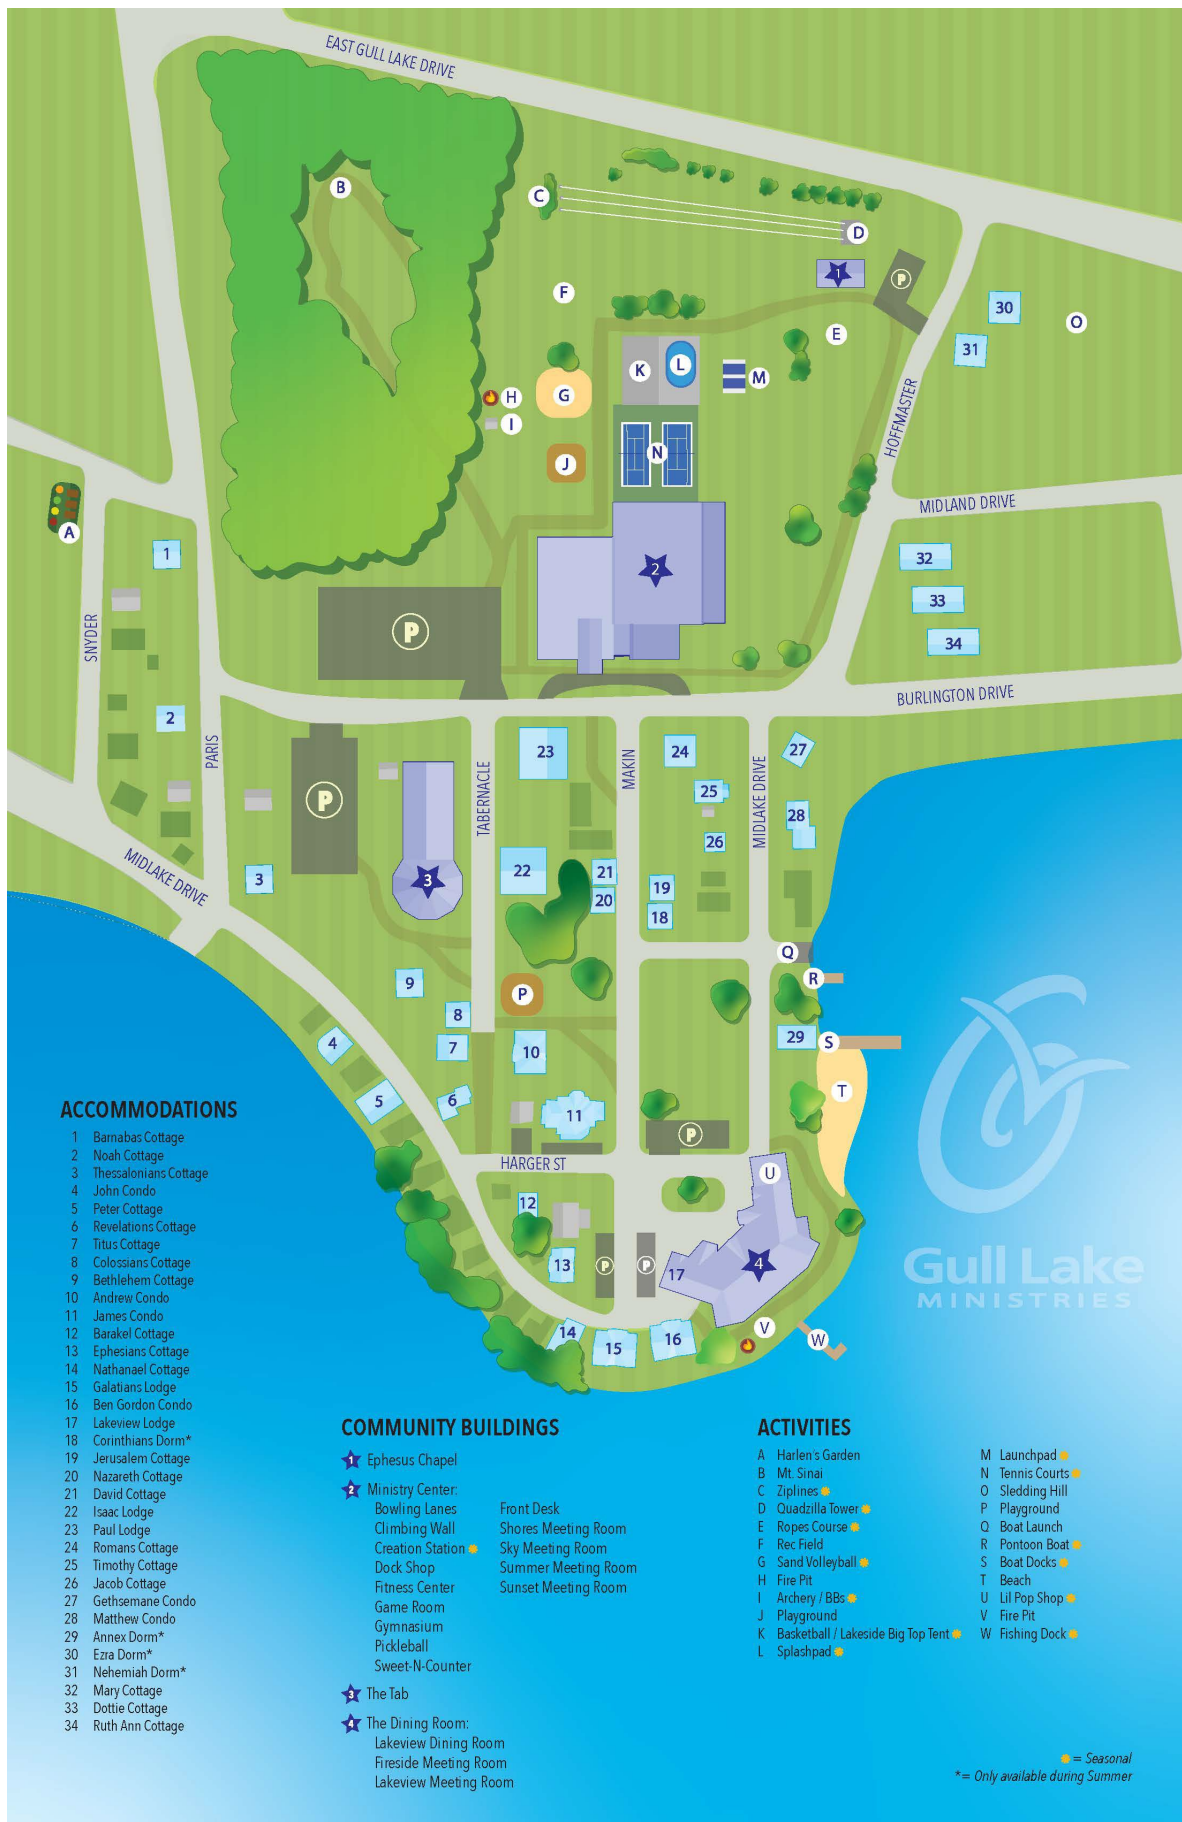 EAST GULL LAKE DRIVE
B
C
D
1
P
F
E
30
O
31
K
L
M
H
G
I
HOFFMASTER
N
J
MIDLAND DRIVE
A
1
32
2
33
P
SNYDER
34
BURLINGTON DRIVE
2
PARIS
23
MAKIN
24
27
TABERNACLE
MIDLAKE DRIVE
25
P
28
26
MIDLAKE DRIVE
3
3
22
21
19
20
18
Q
R
9
P
8
29
S
4
7
10
T
5
6
11
P
HARGER ST
U
12
13
P
P
17
4
14
15
16
V
W
Gull Lake
MINISTRIES
ACCOMMODATIONS
1 Barnabas Cottage
2 Noah Cottage
3 Thessalonians Cottage
4 John Condo
5 Peter Cottage
6 Revelations Cottage
7 Titus Cottage
8 Colossians Cottage
9 Bethlehem Cottage
10 Andrew Condo
11 James Condo
12 Barakel Cottage
13 Ephesians Cottage
14 Nathanael Cottage
15 Galatians Lodge
16 Ben Gordon Condo
17 Lakeview Lodge
18 Corinthians Dorm*
19 Jerusalem Cottage
20 Nazareth Cottage
21 David Cottage
22 Isaac Lodge
23 Paul Lodge
24 Romans Cottage
25 Timothy Cottage
26 Jacob Cottage
27 Gethsemane Condo
28 Matthew Condo
29 Annex Dorm*
30 Ezra Dorm*
31 Nehemiah Dorm*
32 Mary Cottage
33 Dottie Cottage
34 Ruth Ann Cottage
COMMUNITY BUILDINGS
1 Ephesus Chapel
2 Ministry Center:
Bowling Lanes
Climbing Wall
Creation Station
Dock Shop
Fitness Center
Game Room
Gymnasium
Pickleball
Sweet-N-Counter
Front Desk
Shores Meeting Room
Sky Meeting Room
Summer Meeting Room
Sunset Meeting Room
3 The Tab
4 The Dining Room:
Lakeview Dining Room
Fireside Meeting Room
Lakeview Meeting Room
ACTIVITIES
A Harlen's Garden
B Mt. Sinai
C Ziplines
D Quadzilla Tower
E Ropes Course
F Rec Field
G Sand Volleyball
H Fire Pit
I Archery / BBs
J Playground
K Basketball / Lakeside Big Top Tent
L Splashpad
M Launchpad
N Tennis Courts
O Sledding Hill
P Playground
Q Boat Launch
R Pontoon Boat
S Boat Docks
T Beach
U Lil Pop Shop
V Fire Pit
W Fishing Dock
= Seasonal
*= Only available during Summer